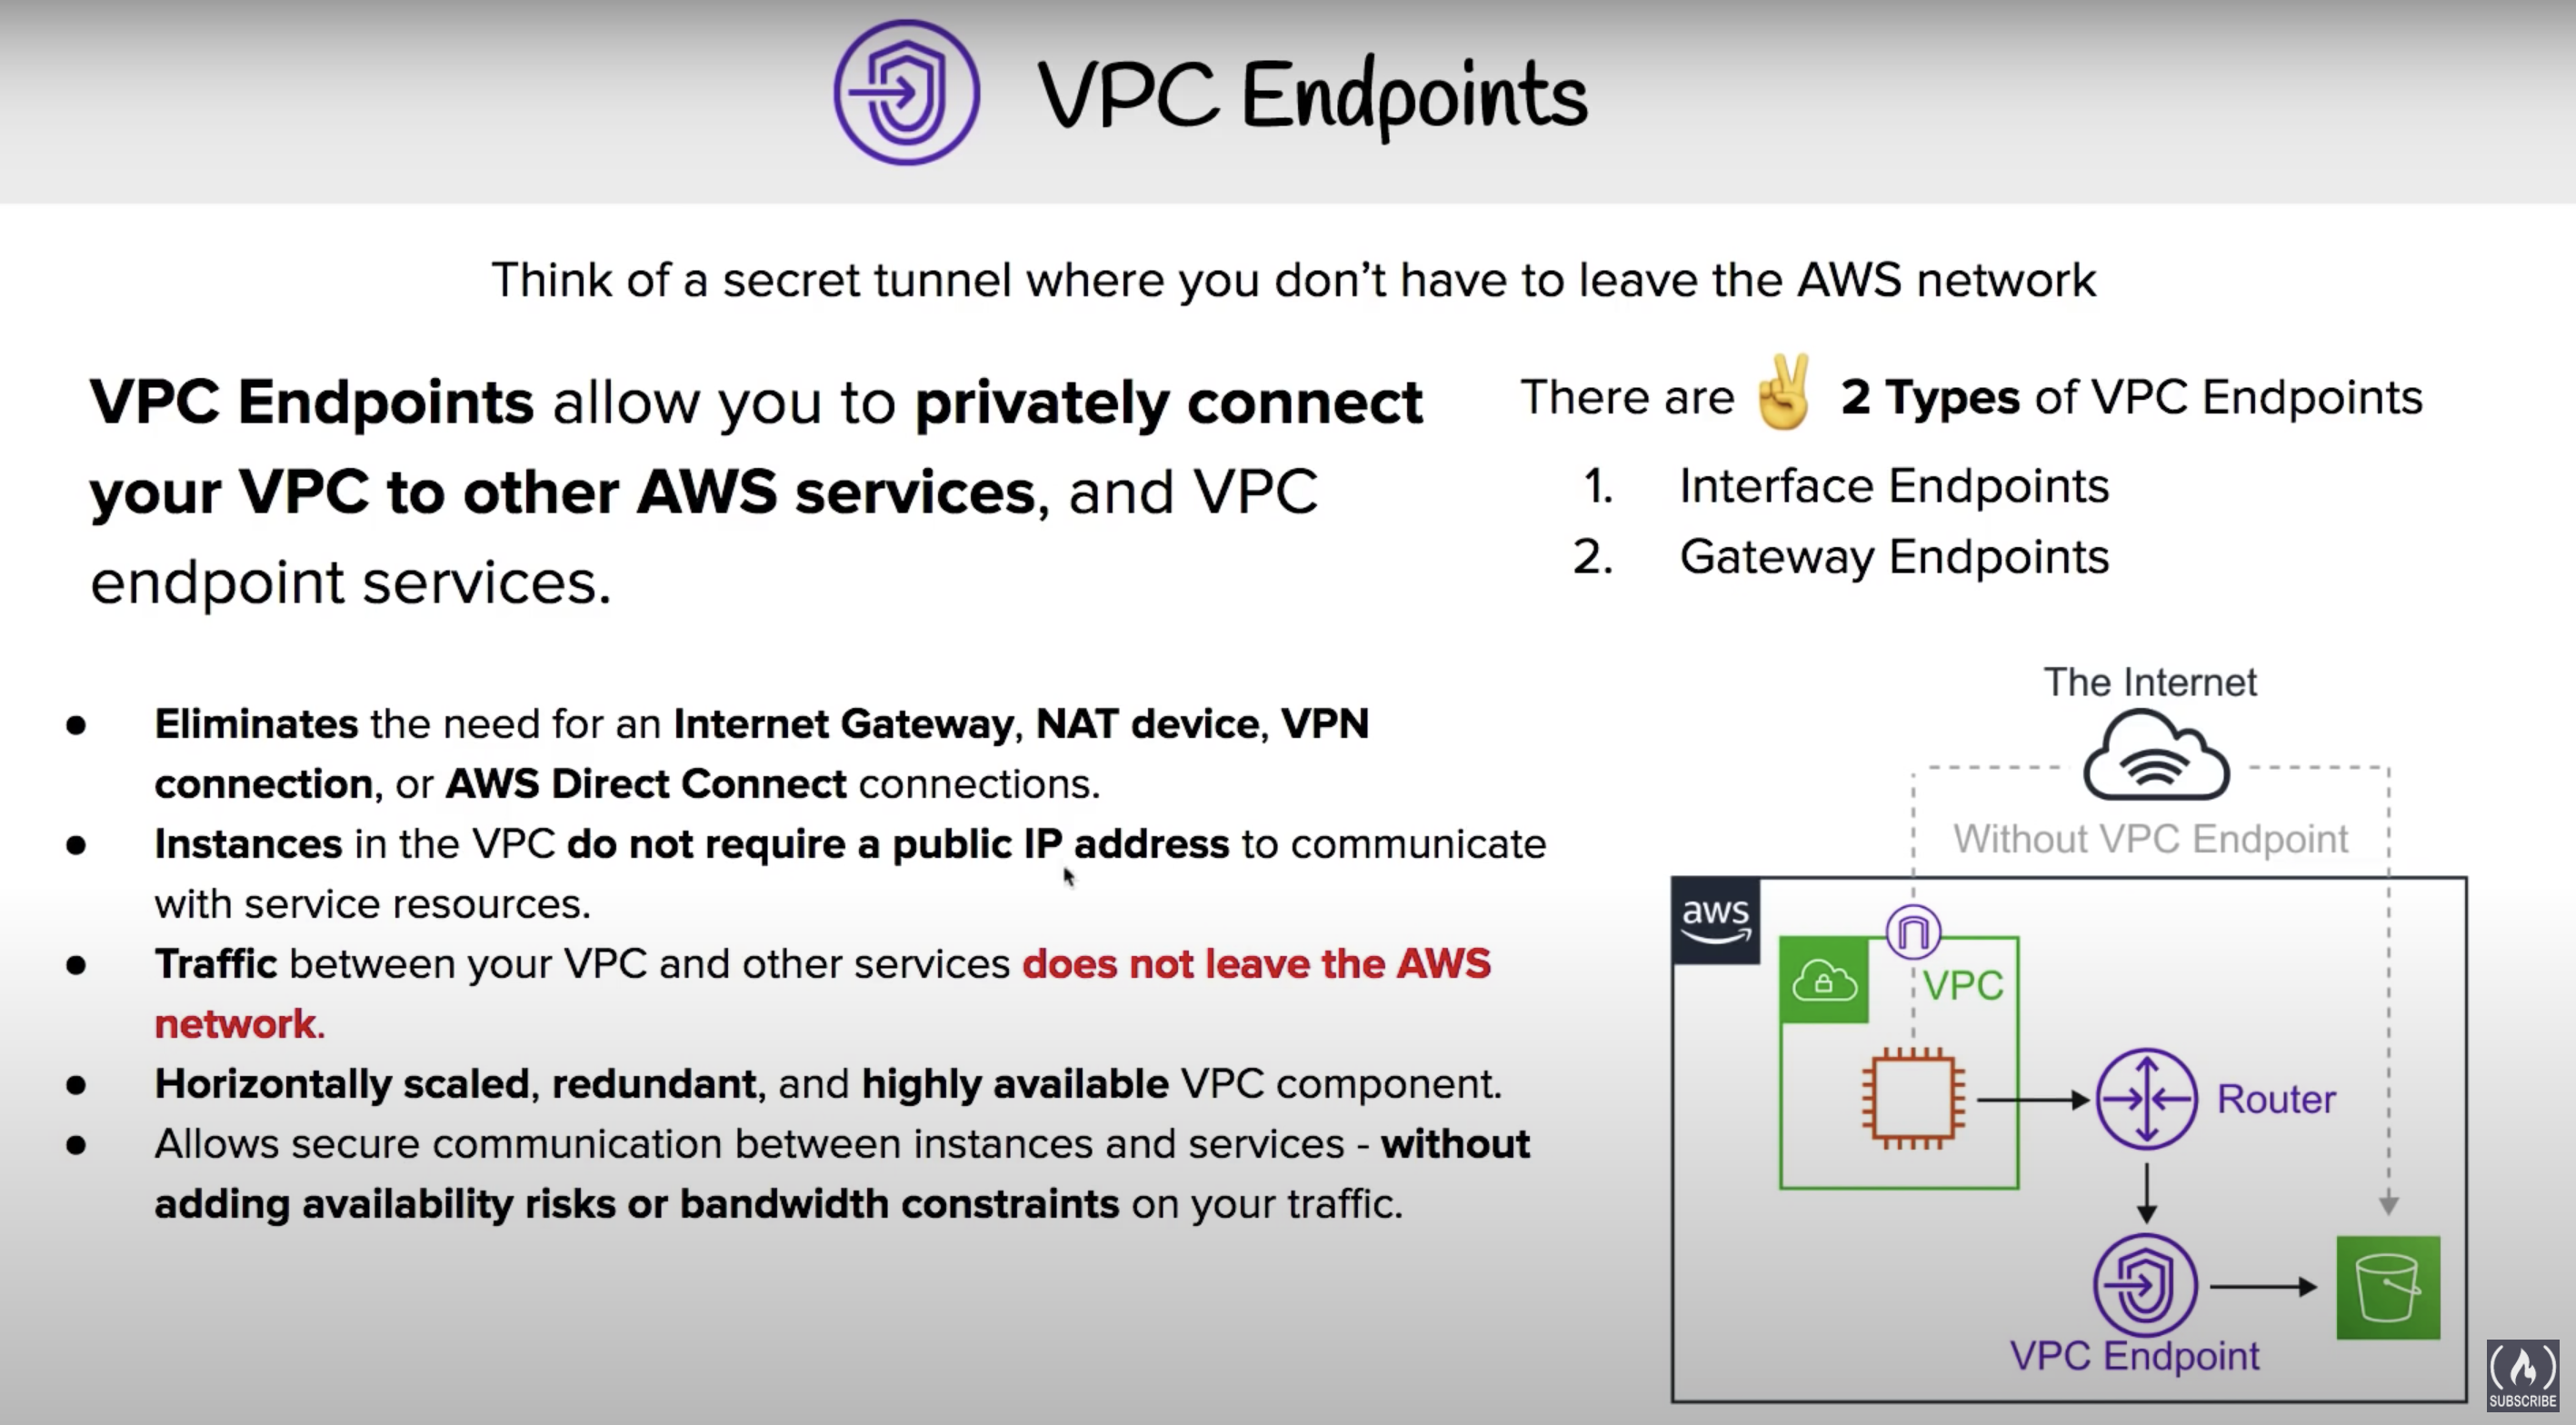 VPC Endpoints
Think of a secret tunnel where you don't have to leave the AWS network
VPC Endpoints allow you to privately connect
your VPC to other AWS services, and VPC
endpoint services.
There are ✌️ 2 Types of VPC Endpoints
1. Interface Endpoints
2. Gateway Endpoints
● Eliminates the need for an Internet Gateway, NAT device, VPN
connection, or AWS Direct Connect connections.
● Instances in the VPC do not require a public IP address to communicate
with service resources.
● Traffic between your VPC and other services does not leave the AWS
network.
● Horizontally scaled, redundant, and highly available VPC component.
● Allows secure communication between instances and services - without
adding availability risks or bandwidth constraints on your traffic.
The Internet
Without VPC Endpoint
aws
VPC
Router
VPC Endpoint
SUBSCRIBE